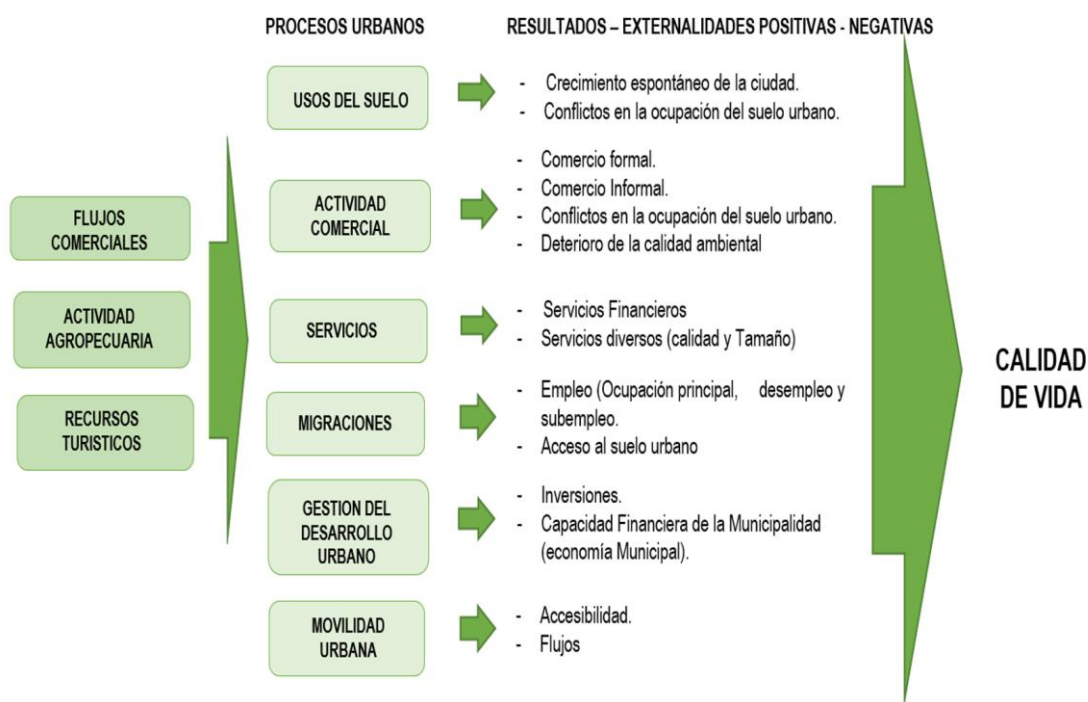 PROCESOS URBANOS
RESULTADOS – EXTERNALIDADES POSITIVAS - NEGATIVAS
FLUJOS
COMERCIALES
ACTIVIDAD
AGROPECUARIA
RECURSOS
TURISTICOS
USOS DEL SUELO
- Crecimiento espontáneo de la ciudad.
- Conflictos en la ocupación del suelo urbano.
ACTIVIDAD
COMERCIAL
- Comercio formal.
- Comercio Informal.
- Conflictos en la ocupación del suelo urbano.
- Deterioro de la calidad ambiental
SERVICIOS
- Servicios Financieros
- Servicios diversos (calidad y Tamaño)
MIGRACIONES
- Empleo (Ocupación principal, desempleo y
subempleo.
- Acceso al suelo urbano
GESTION DEL
DESARROLLO
URBANO
- Inversiones.
- Capacidad Financiera de la Municipalidad
(economía Municipal).
MOVILIDAD
URBANA
- Accesibilidad.
- Flujos
CALIDAD
DE VIDA